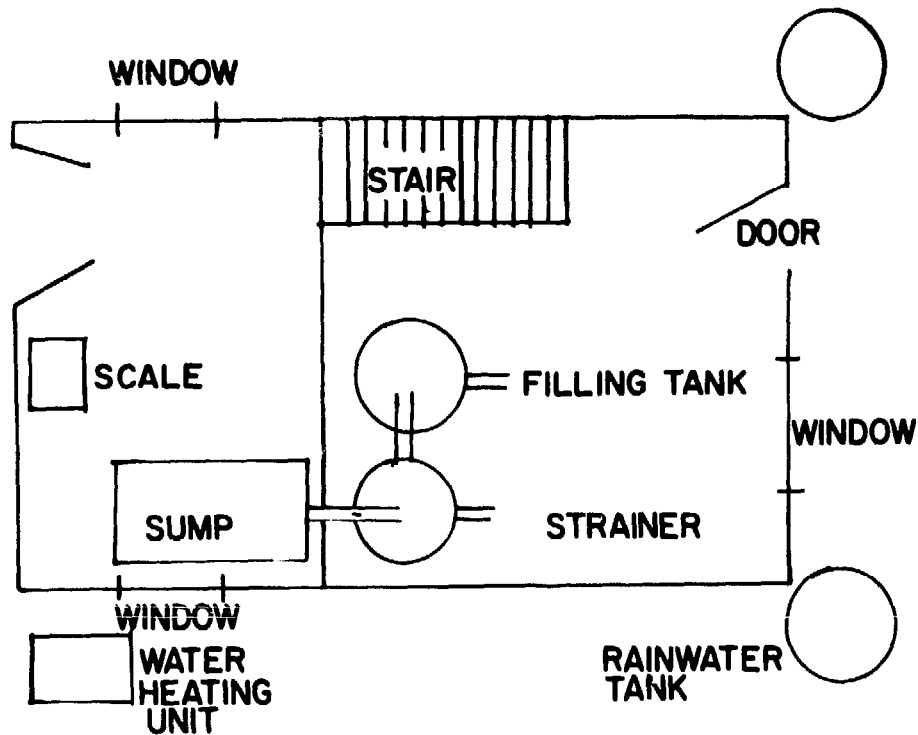 WINDOW
STAIR
DOOR
SCALE
FILLING TANK
WINDOW
SUMP
STRAINER
WINDOW
WATER
HEATING
UNIT
RAINWATER
TANK